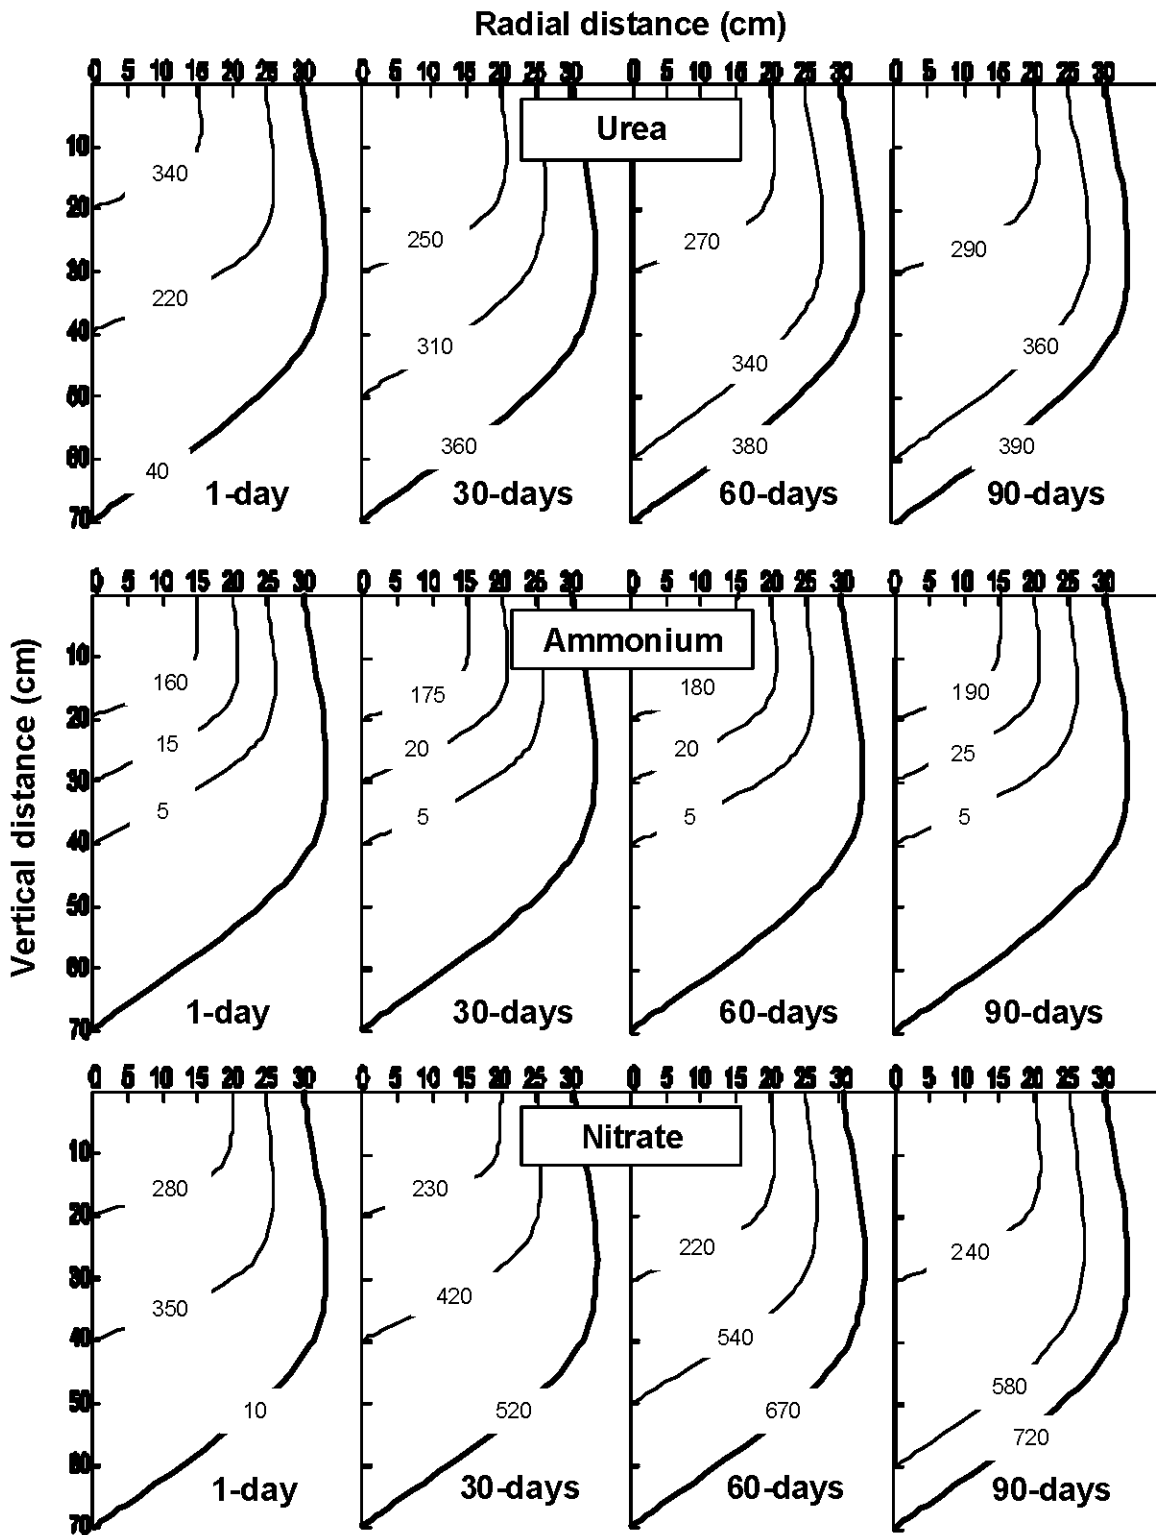 Radial distance (cm)
0 5 10 15 20 25 30 0 5 10 15 20 25 30 0 5 10 15 20 25 30 0 5 10 15 20 25 30
Urea
10
340
20
250 270 290
30
220
40
310 340 360
50
360 380 390
60
40
1-day 30-days 60-days 90-days
70
0 5 10 15 20 25 30 0 5 10 15 20 25 30 0 5 10 15 20 25 30 0 5 10 15 20 25 30
Ammonium
10
160 175 180 190
20
15 20 20 25
30
5 5 5 5
40
Vertical distance (cm)
50
60
1-day 30-days 60-days 90-days
70
0 5 10 15 20 25 30 0 5 10 15 20 25 30 0 5 10 15 20 25 30 0 5 10 15 20 25 30
Nitrate
10
280 230
20
220 240
30
350 420
40
540
580
50
10 520 670
720
60
1-day 30-days 60-days 90-days
70